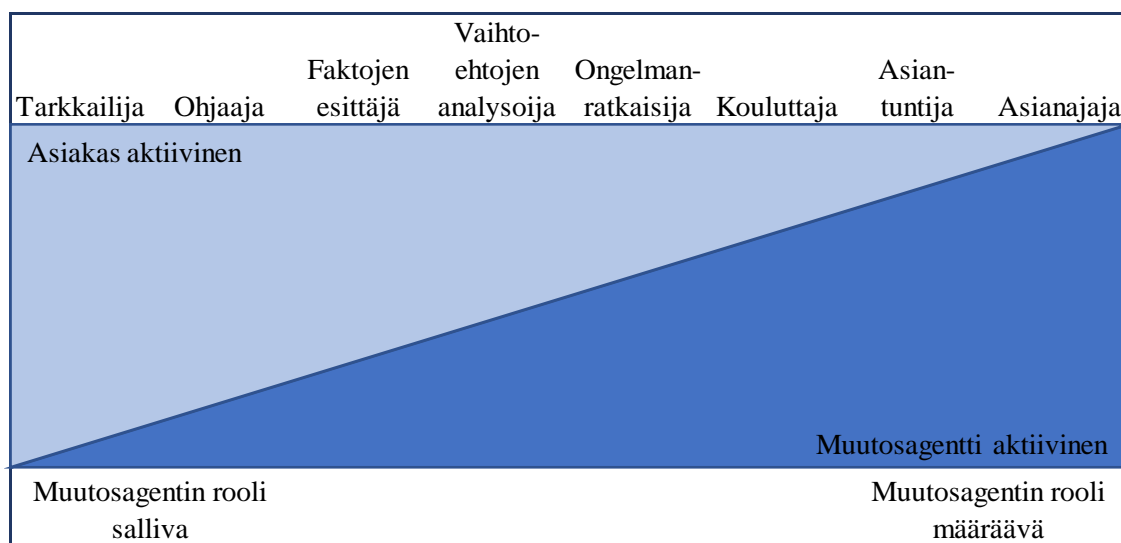 Tarkkailija
Ohjaaja
Faktojen
esittäjä
Vaihto-
ehtojen
analysoija
Ongelman-
ratkaisija
Kouluttaja
Asian-
tuntija
Asianajaja
Asiakas aktiivinen
Muutosagentti aktiivinen
Muutosagentin rooli
salliva
Muutosagentin rooli
määräävä